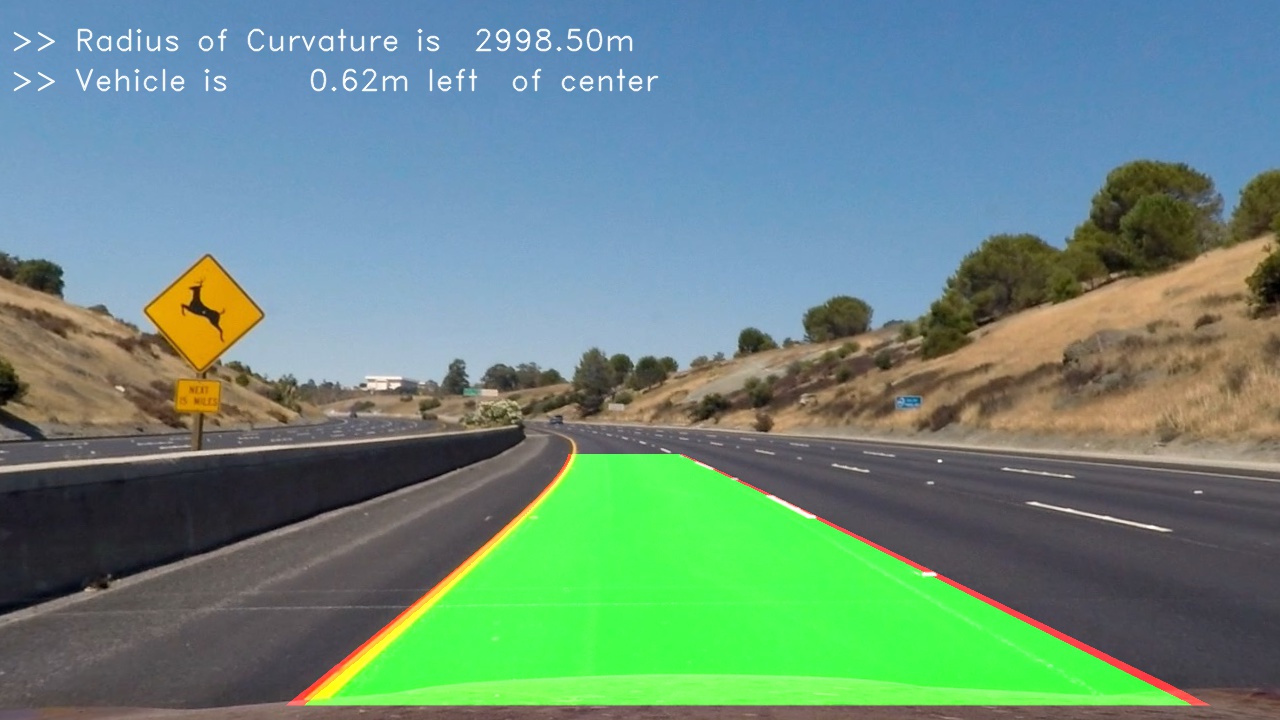 >> Radius of Curvature is 2998.50m
>> Vehicle is 0.62m left of center
NEXT
15 MILES